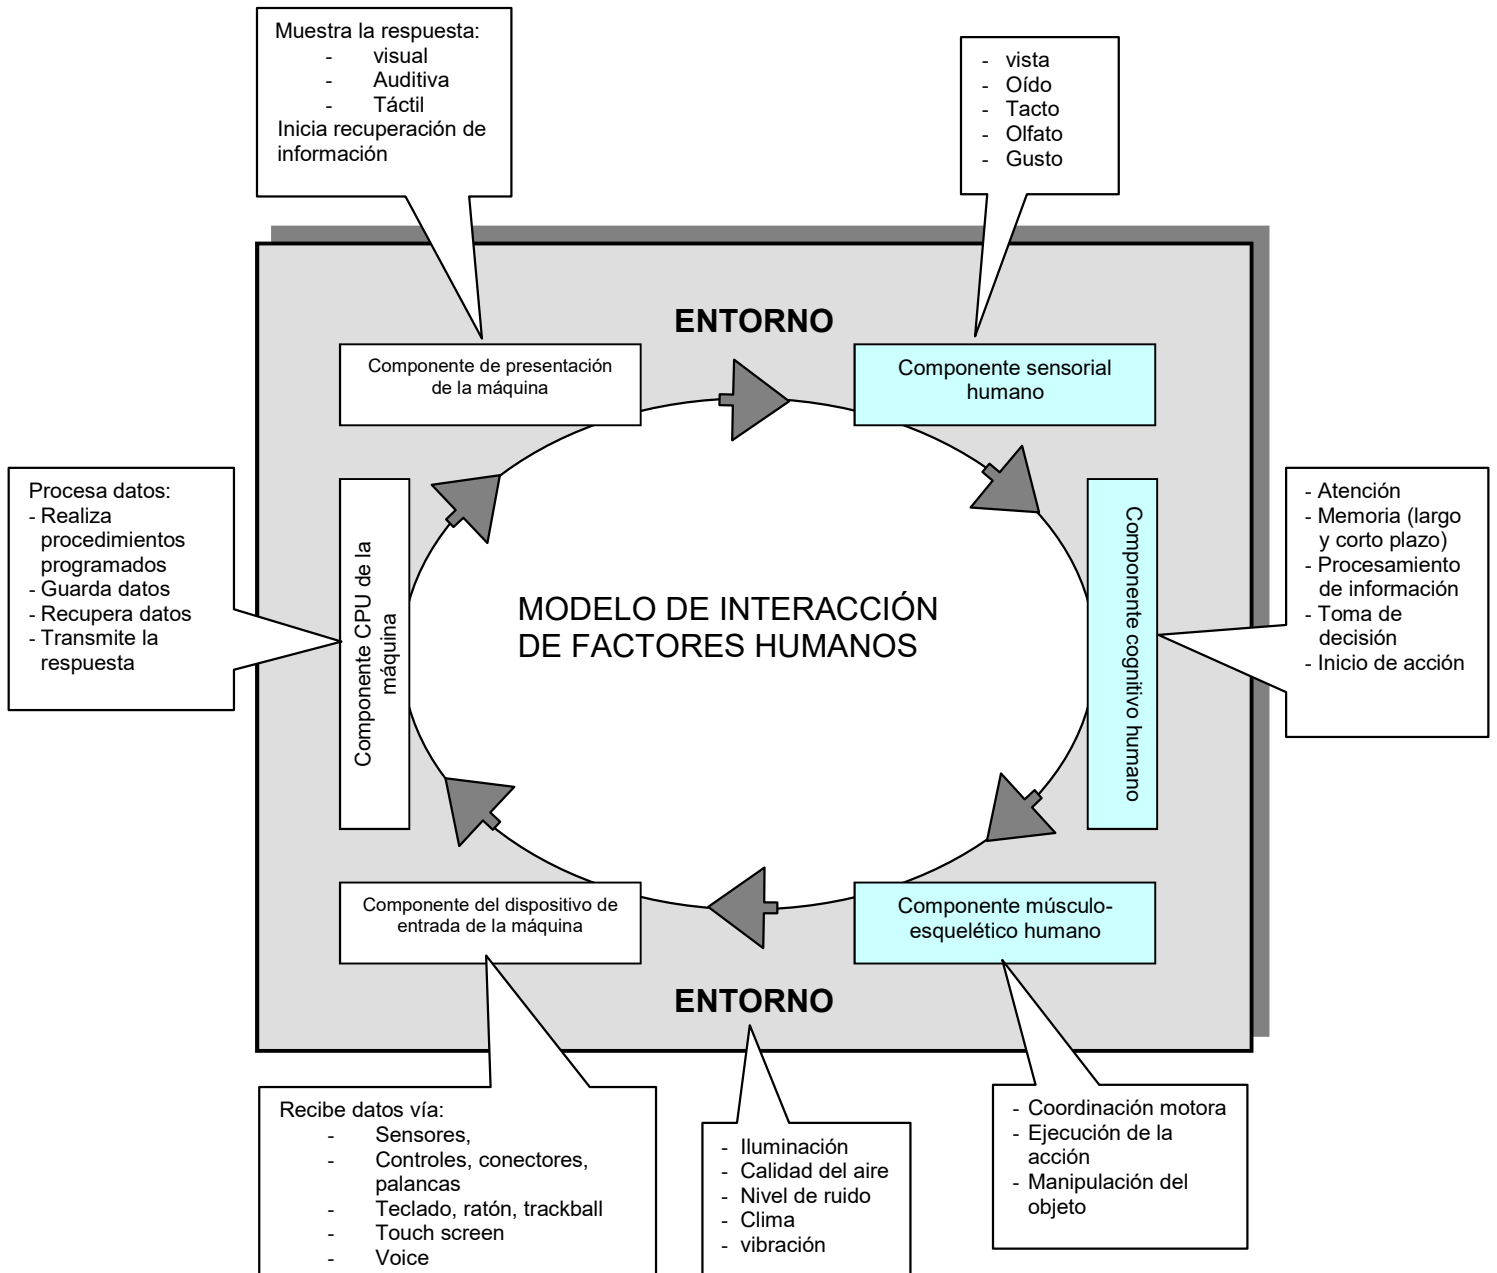 Muestra la respuesta:
- visual
- Auditiva
- Táctil
Inicia recuperación de
información
- vista
- Oído
- Tacto
- Olfato
- Gusto
ENTORNO
Componente de presentación
de la máquina
Componente sensorial
humano
Procesa datos:
- Realiza
procedimientos
programados
- Guarda datos
- Recupera datos
- Transmite la
respuesta
Componente CPU de la
máquina
MODELO DE INTERACCIÓN
DE FACTORES HUMANOS
Componente cognitivo humano
- Atención
- Memoria (largo
y corto plazo)
- Procesamiento
de información
- Toma de
decisión
- Inicio de acción
Componente del dispositivo de
entrada de la máquina
Componente músculo-
esquelético humano
ENTORNO
Recibe datos vía:
- Sensores,
- Controles, conectores,
palancas
- Teclado, ratón, trackball
- Touch screen
- Voice
- Iluminación
- Calidad del aire
- Nivel de ruido
- Clima
- vibración
- Coordinación motora
- Ejecución de la
acción
- Manipulación del
objeto